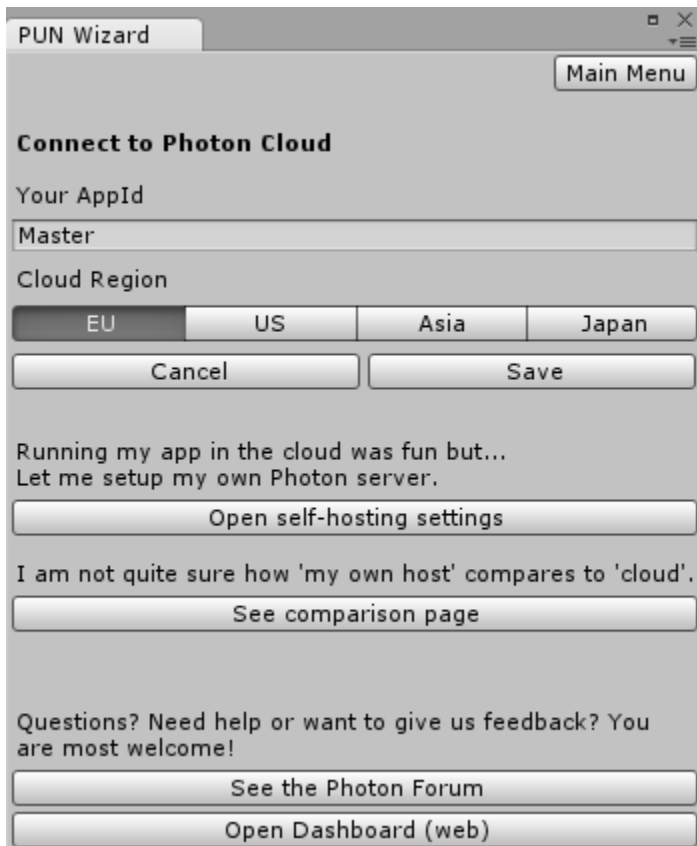 PUN Wizard
Main Menu
Connect to Photon Cloud
Your AppId
Master
Cloud Region
EU US Asia Japan
Cancel Save
Running my app in the cloud was fun but...
Let me setup my own Photon server.
Open self-hosting settings
I am not quite sure how 'my own host' compares to 'cloud'.
See comparison page
Questions? Need help or want to give us feedback? You
are most welcome!
See the Photon Forum
Open Dashboard (web)